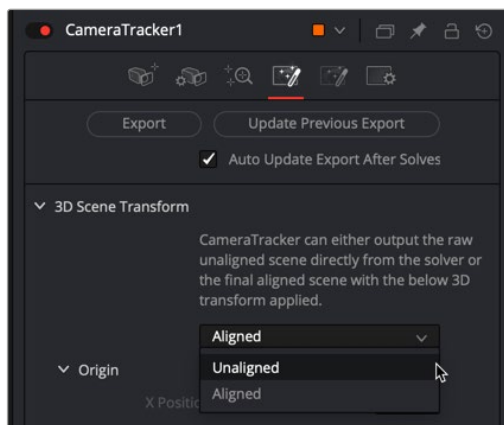 CameraTracker1
Export
Update Previous Export
Auto Update Export After Solves
3D Scene Transform
CameraTracker can either output the raw
unaligned scene directly from the solver or
the final aligned scene with the below 3D
transform applied.
Aligned
Unaligned
Origin
Aligned
X